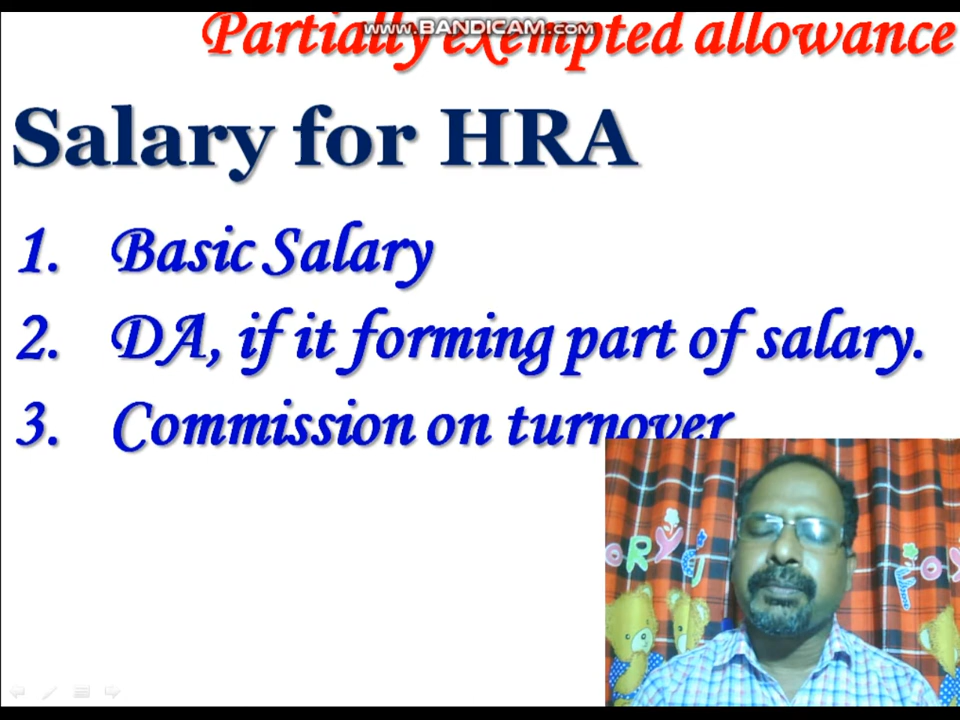 Partially exempted allowance
www.BANDICAM.com
Salary for HRA
1. Basic Salary
2. DA, if it forming part of salary.
3. Commission on turnover
ORY